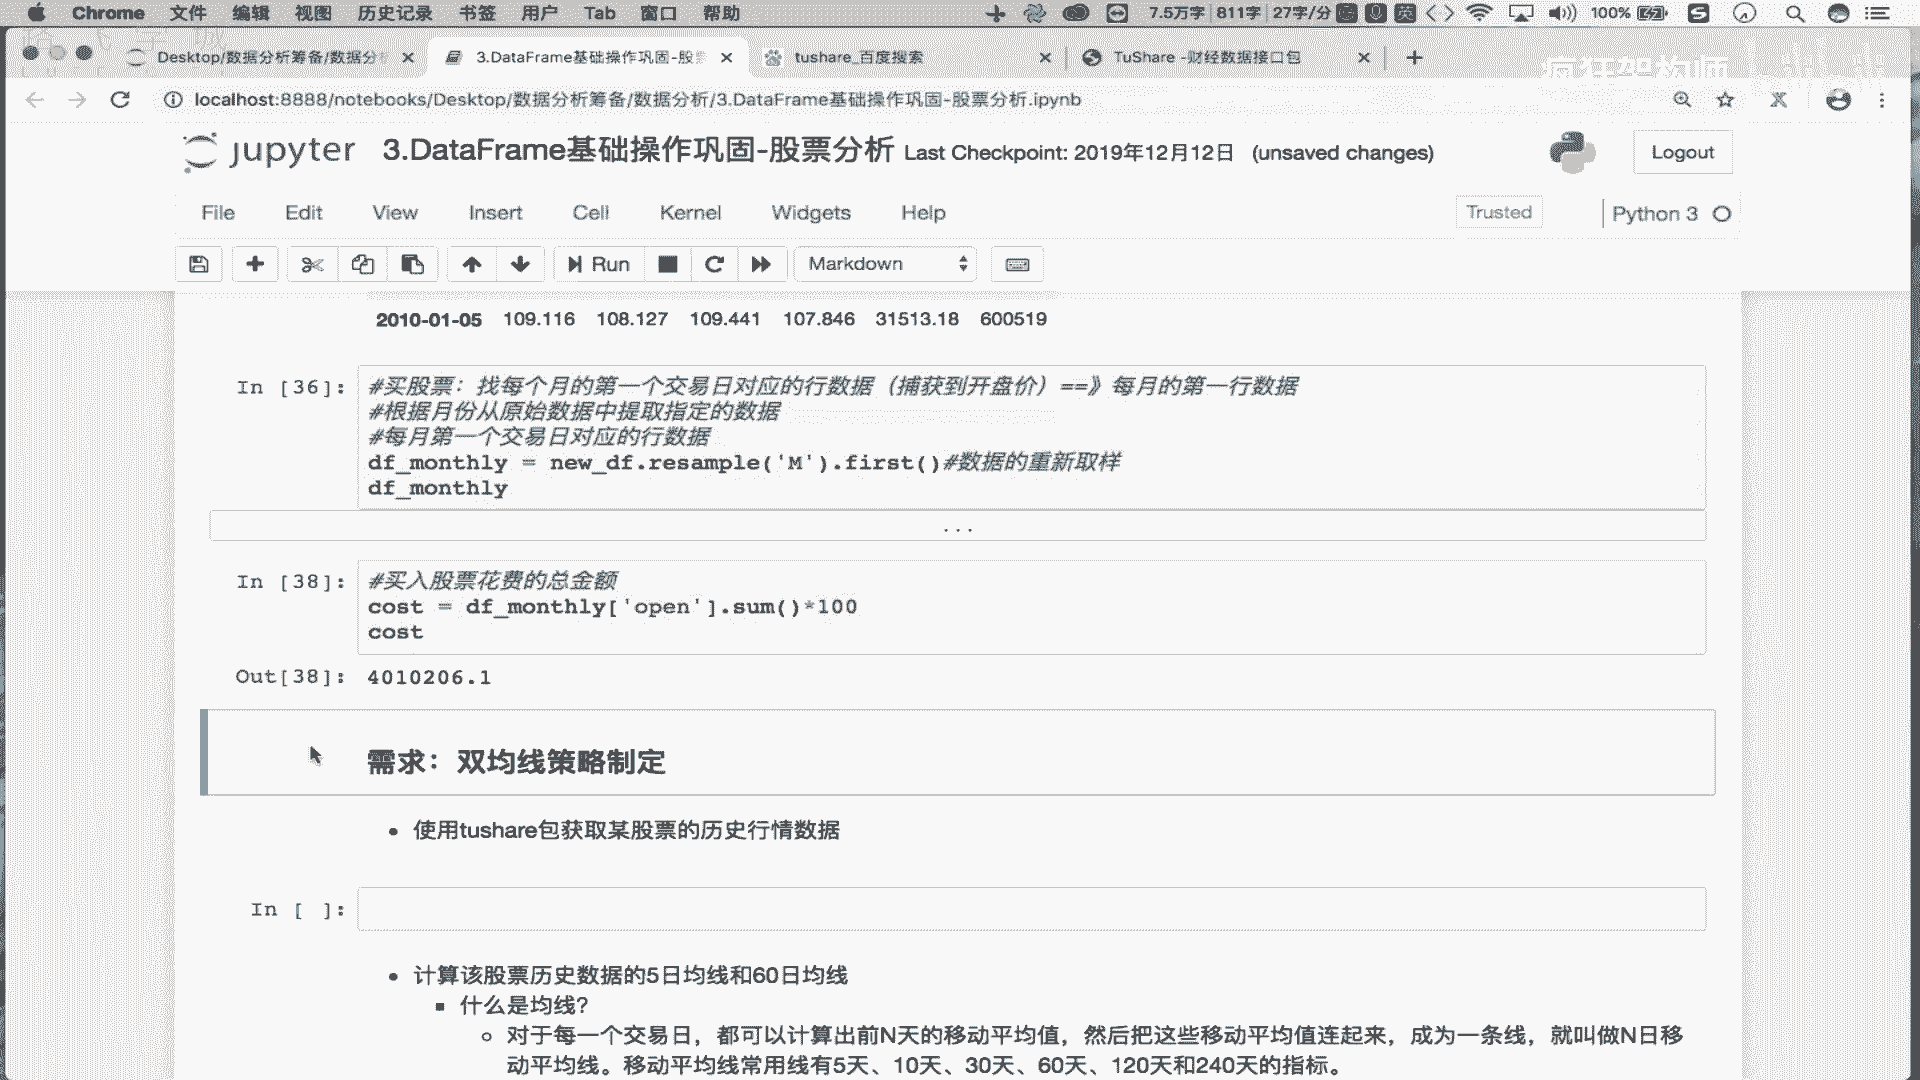 Chrome 文件 编辑 视图 历史记录 书签 用户 Tab 窗口 帮助 7.5万字 811字 27字/分 英 100%
Desktop/数据分析筹备/数据分析
3.DataFrame基础操作巩固-股票
tushare_百度搜索
TuShare -财经数据接口包
疯狂架构师
localhost:8888/notebooks/Desktop/数据分析筹备/数据分析/3.DataFrame基础操作巩固-股票分析.ipynb
jupyter 3.DataFrame基础操作巩固-股票分析 Last Checkpoint: 2019年12月12日 (unsaved changes)
Logout
File Edit View Insert Cell Kernel Widgets Help
Trusted
Python 3
Run
Markdown
2010-01-05 109.116 108.127 109.441 107.846 31513.18 600519
In [36]: #买股票：找每个月的第一个交易日对应的行数据（捕获到开盘价）==》每月的第一行数据
#根据月份从原始数据中提取指定的数据
#每月第一个交易日对应的行数据
df_monthly = new_df.resample('M').first()#数据的重新取样
df_monthly
...
In [38]: #买入股票花费的总金额
cost = df_monthly['open'].sum()*100
cost
Out[38]: 4010206.1
需求：双均线策略制定
• 使用tushare包获取某股票的历史行情数据
In [ ]:
• 计算该股票历史数据的5日均线和60日均线
▪ 什么是均线?
○ 对于每一个交易日，都可以计算出前N天的移动平均值，然后把这些移动平均值连起来，成为一条线，就叫做N日移
动平均线。移动平均线常用线有5天、10天、30天、60天、120天和240天的指标。